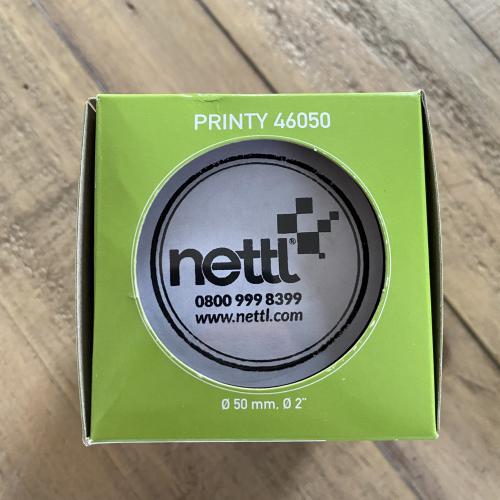 PRINTY 46050
nettl®
0800 999 8399
www.nettl.com
Ø 50 mm, Ø 2"